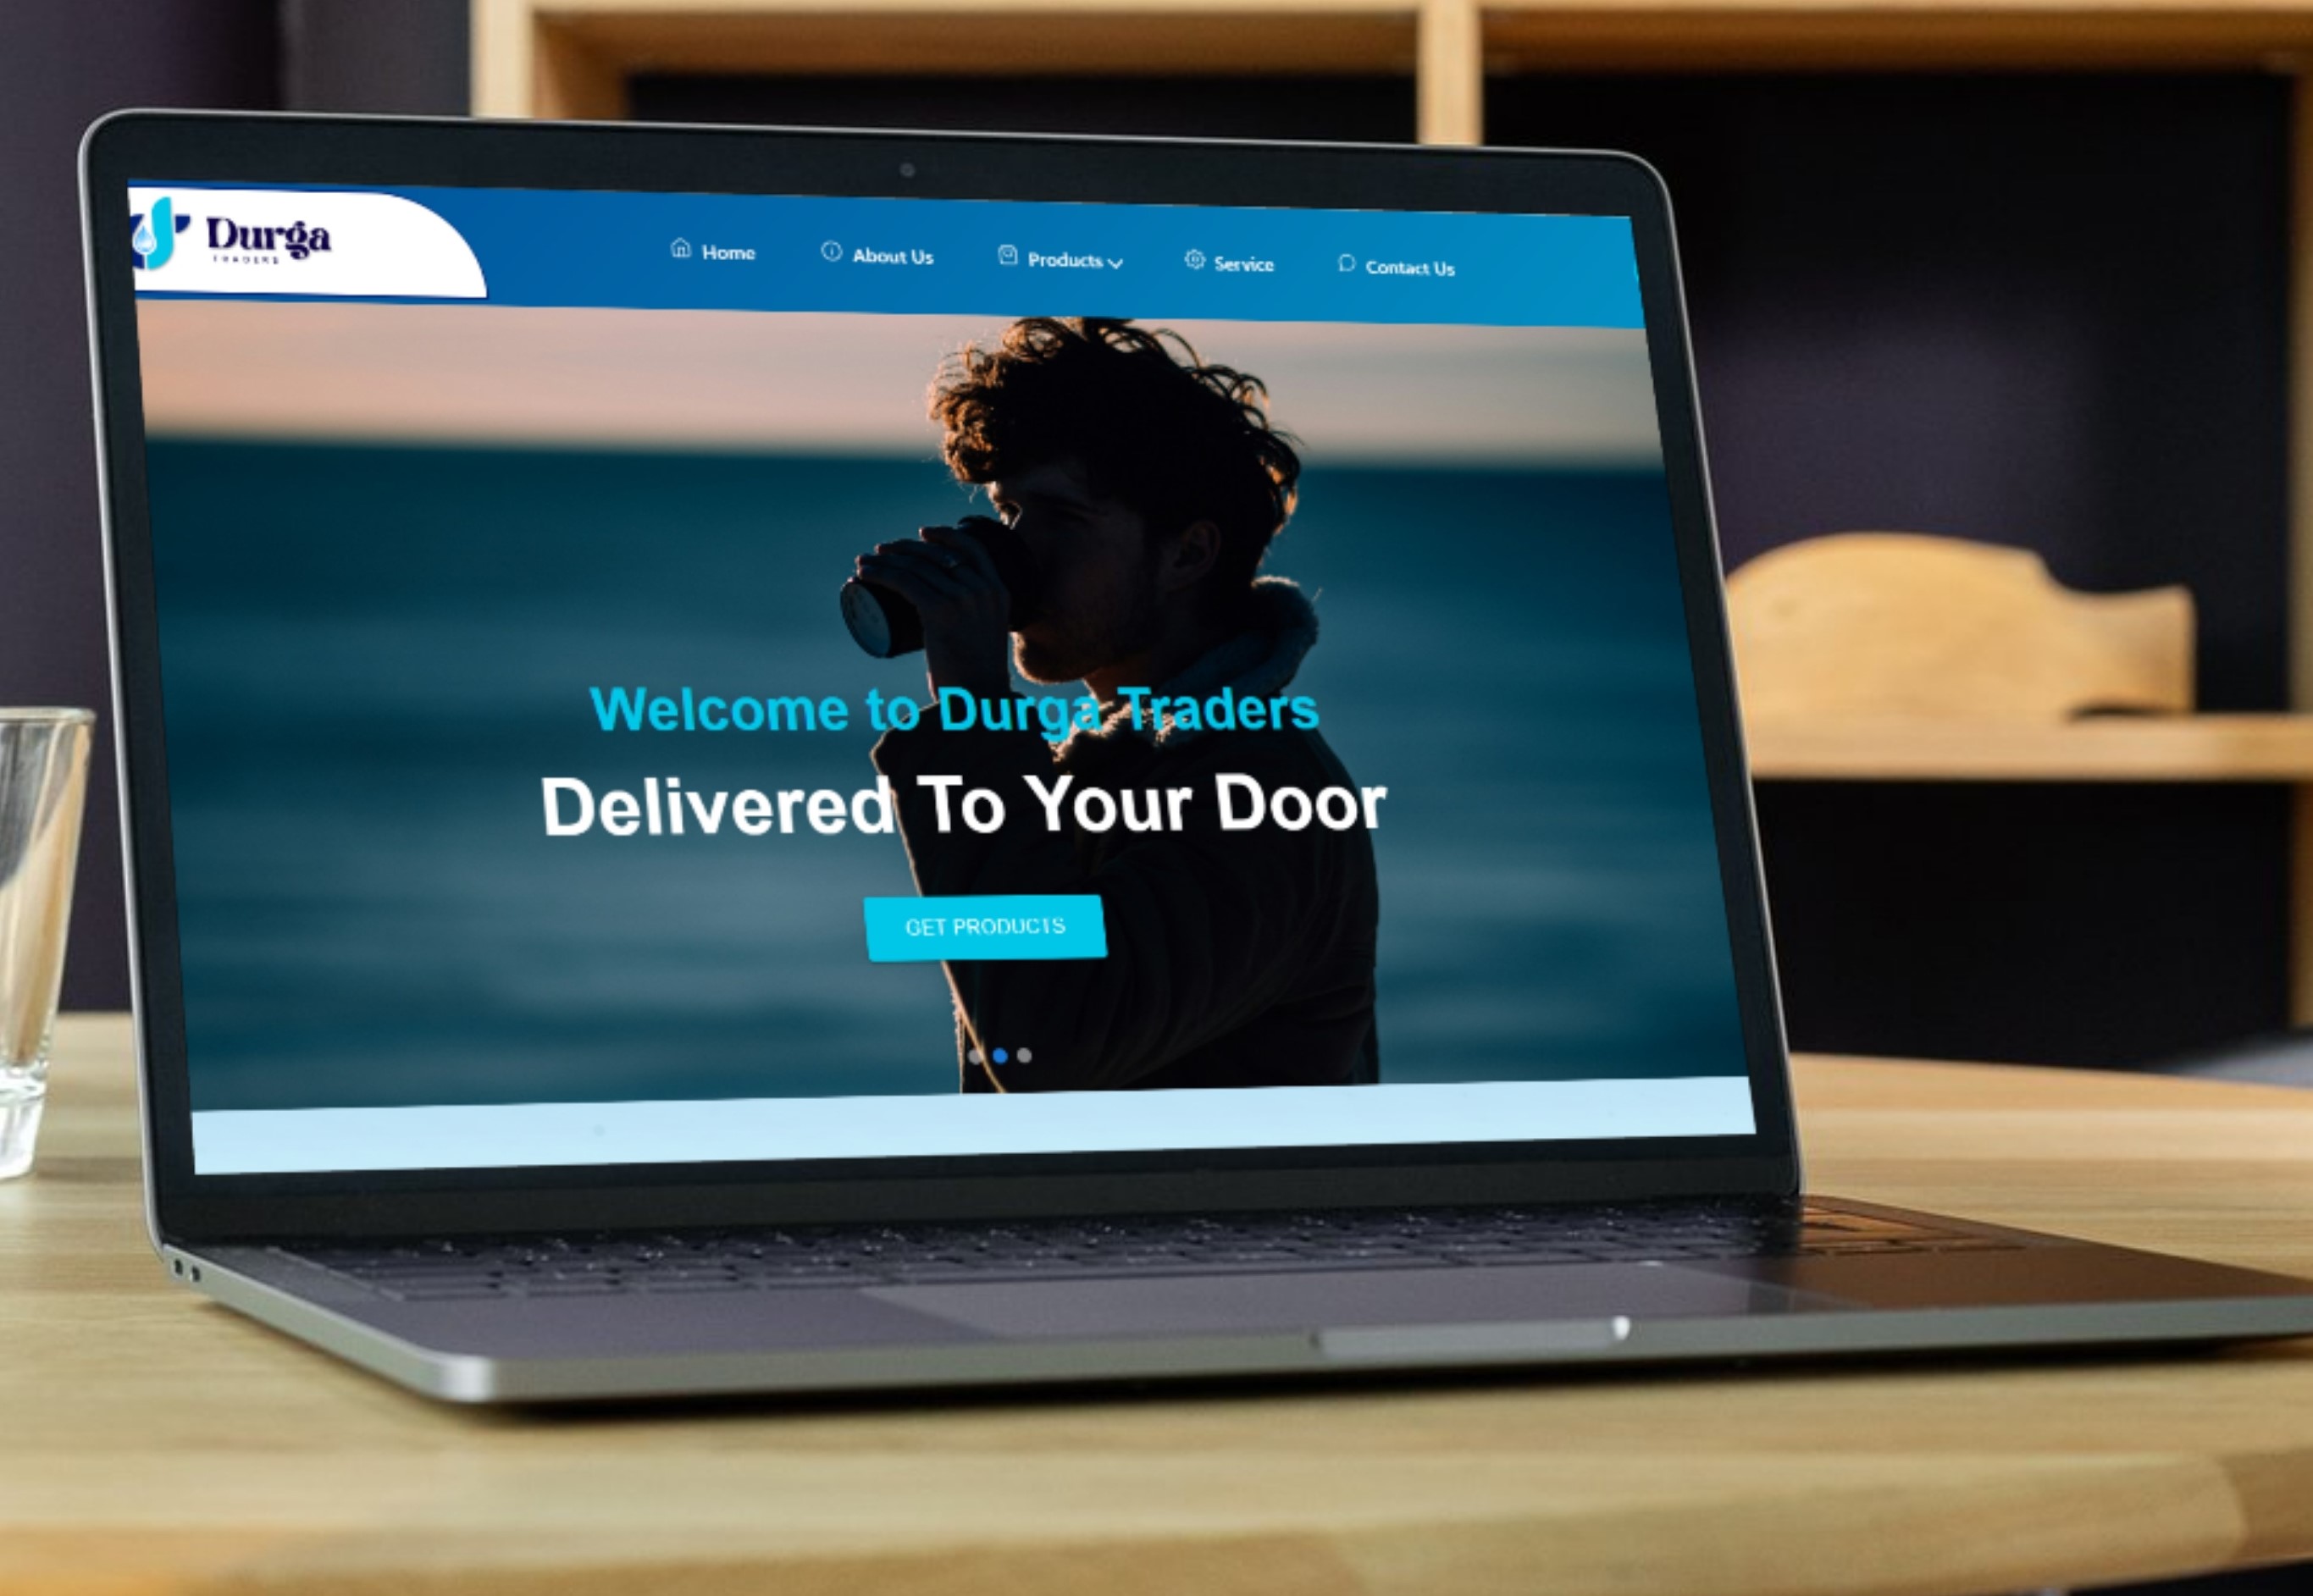 Durga
TRADERS
Home
About Us
Products
Service
Contact Us
Welcome to Durga Traders
Delivered To Your Door
GET PRODUCTS